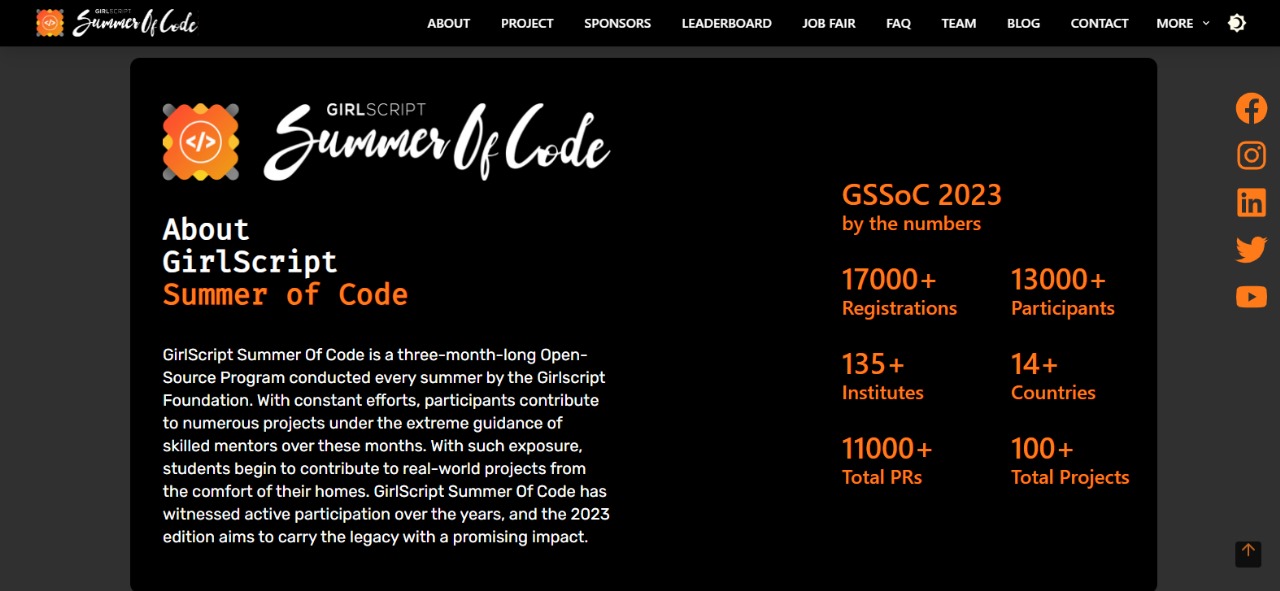 GIRLSCRIPT
Summer Of Code
ABOUT PROJECT SPONSORS LEADERBOARD JOB FAIR FAQ TEAM BLOG CONTACT MORE
</>
GIRLSCRIPT
Summer Of Code
About
GirlScript
Summer of Code
GirlScript Summer Of Code is a three-month-long Open-
Source Program conducted every summer by the Girlscript
Foundation. With constant efforts, participants contribute
to numerous projects under the extreme guidance of
skilled mentors over these months. With such exposure,
students begin to contribute to real-world projects from
the comfort of their homes. GirlScript Summer Of Code has
witnessed active participation over the years, and the 2023
edition aims to carry the legacy with a promising impact.
GSSoC 2023
by the numbers
17000+ 13000+
Registrations Participants
135+ 14+
Institutes Countries
11000+ 100+
Total PRs Total Projects